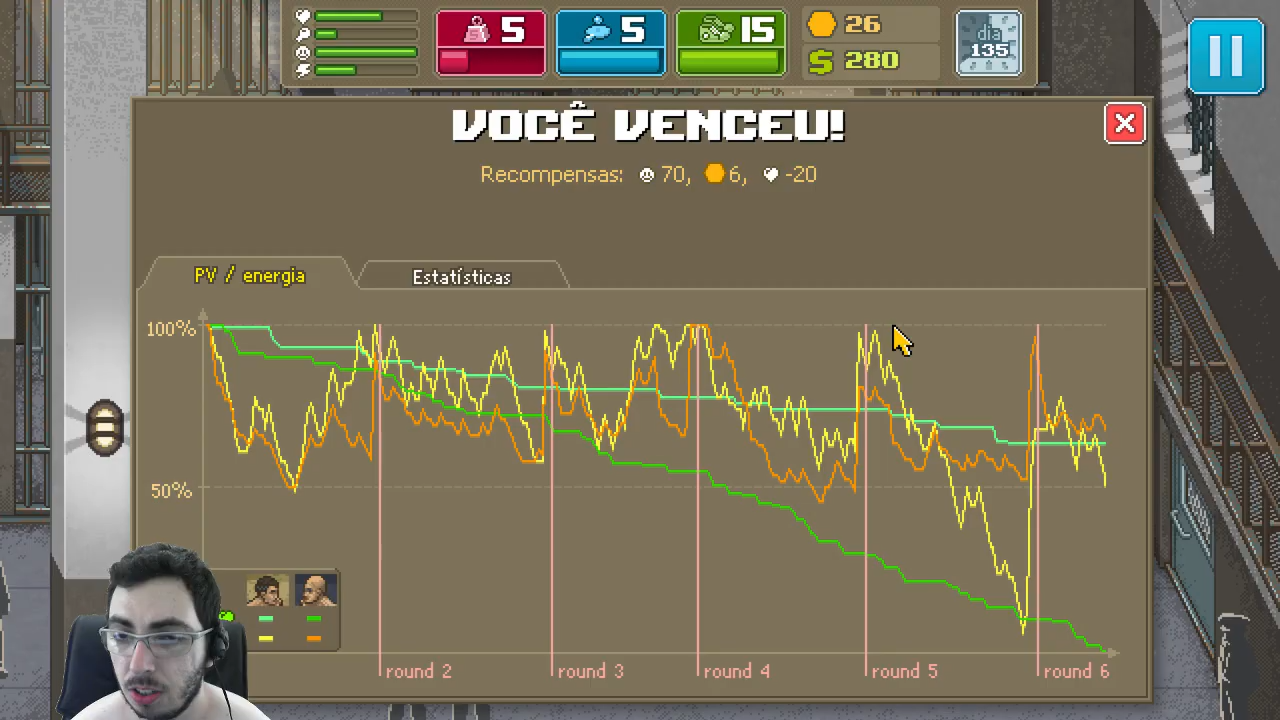 5
5
15
26
280
dia
135
VOCÊ VENCEU!
Recompensas: 70, 6, -20
PV / energia
Estatísticas
100%
50%
round 2
round 3
round 4
round 5
round 6